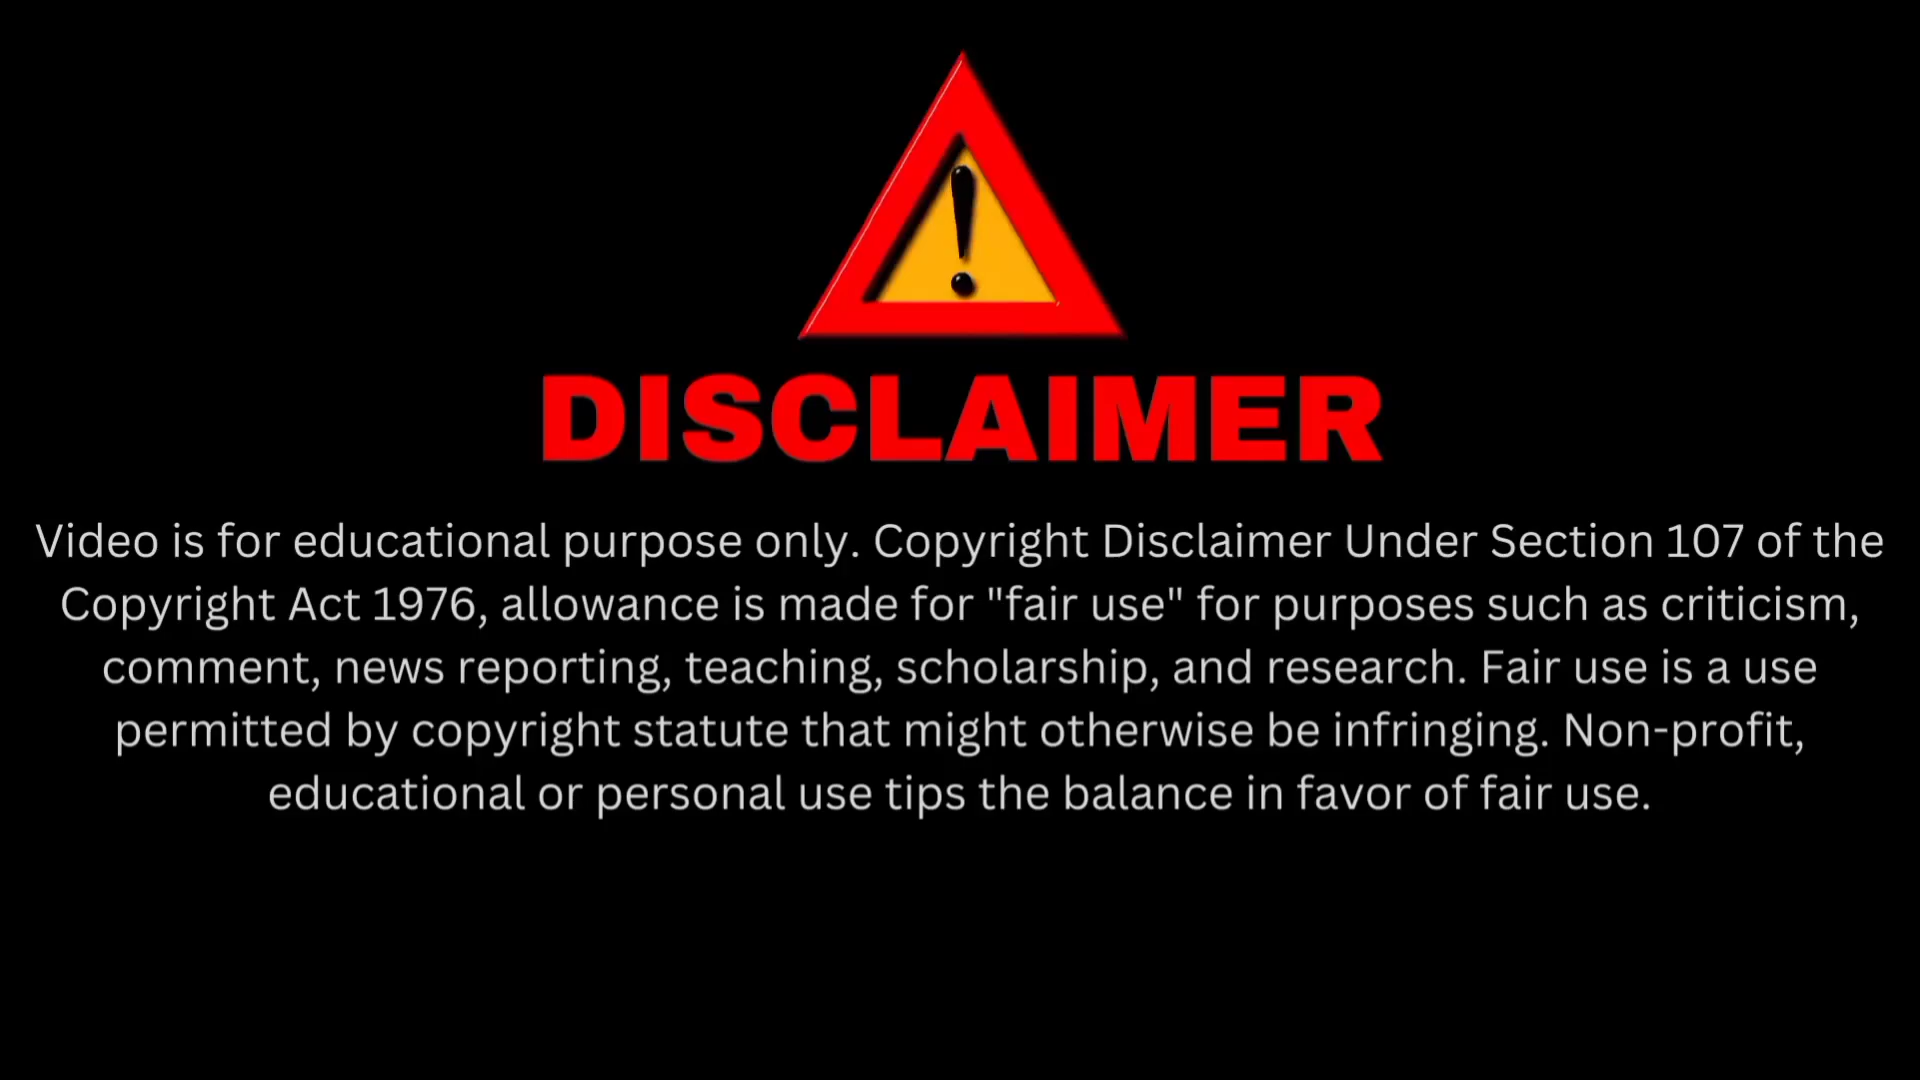 DISCLAIMER
Video is for educational purpose only. Copyright Disclaimer Under Section 107 of the
Copyright Act 1976, allowance is made for "fair use" for purposes such as criticism,
comment, news reporting, teaching, scholarship, and research. Fair use is a use
permitted by copyright statute that might otherwise be infringing. Non-profit,
educational or personal use tips the balance in favor of fair use.